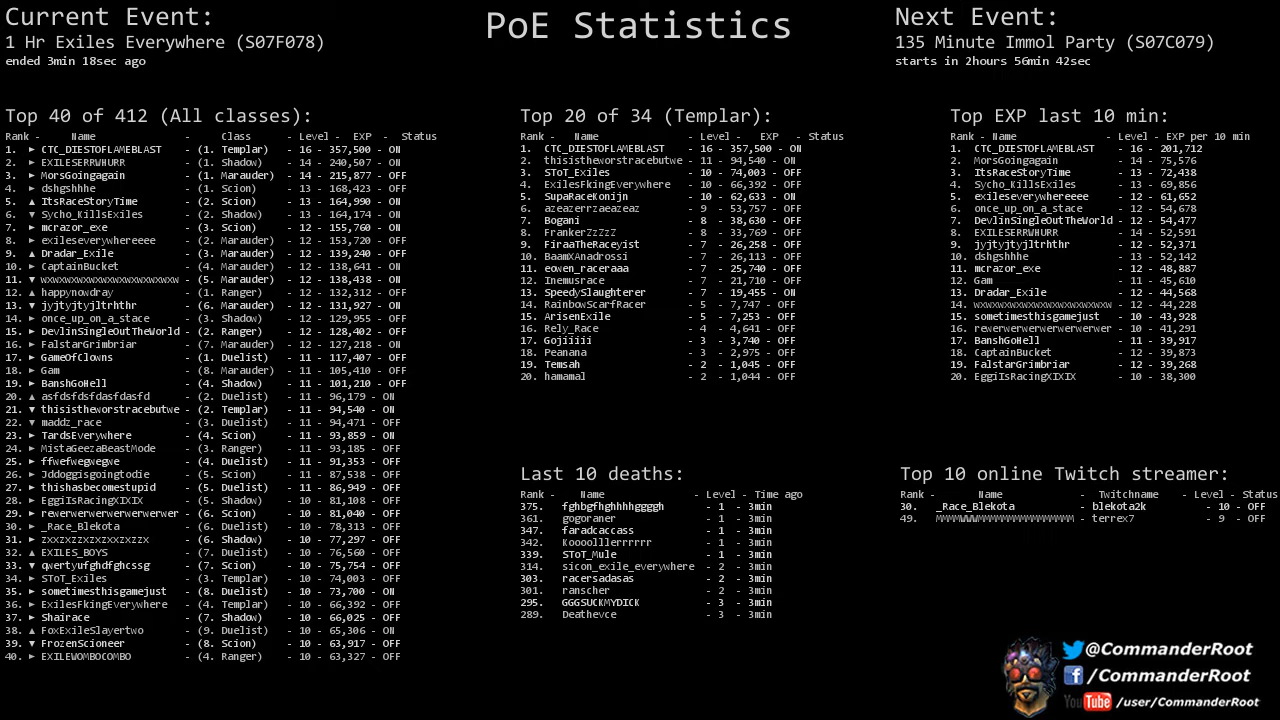 Current Event:
1 Hr Exiles Everywhere (S07F078)
ended 3min 18sec ago
PoE Statistics
Next Event:
135 Minute Immol Party (S07C079)
starts in 2hours 56min 42sec
Top 40 of 412 (All classes):
Rank - Name - Class - Level - EXP - Status
1. ► CTC_DIESTOFLAMEBLAST - (1. Templar) - 16 - 357,500 - ON
2. ► EXILESERRWHURR - (1. Shadow) - 14 - 240,507 - OFF
3. ► MorsGoingagain - (1. Marauder) - 14 - 215,877 - OFF
4. ► dshgshhhe - (1. Scion) - 13 - 168,423 - OFF
5. ▲ ItsRaceStoryTime - (2. Scion) - 13 - 164,990 - ON
6. ▼ Sycho_KillsExiles - (2. Shadow) - 13 - 164,174 - ON
7. ► mcrazor_exe - (3. Scion) - 12 - 155,760 - ON
8. ► exileseverywhereeee - (2. Marauder) - 12 - 153,720 - OFF
9. ▲ Dradar_Exile - (3. Marauder) - 12 - 139,240 - OFF
10. ► CaptainBucket - (4. Marauder) - 12 - 138,641 - ON
11. ▼ wxwxwxwxwxwxwxwxwxwxwxw - (5. Marauder) - 12 - 138,438 - ON
12. ▲ happynowdray - (1. Ranger) - 12 - 132,312 - OFF
13. ▼ jyjtyjtyjltrhthr - (6. Marauder) - 12 - 131,927 - ON
14. ► once_up_on_a_stace - (3. Shadow) - 12 - 129,955 - OFF
15. ► DevlinSingleOutTheWorld - (2. Ranger) - 12 - 128,402 - OFF
16. ► FalstarGrimbriar - (7. Marauder) - 12 - 127,218 - ON
17. ► GameOfClowns - (1. Duelist) - 11 - 117,407 - OFF
18. ► Gam - (8. Marauder) - 11 - 105,410 - OFF
19. ► BanshGoHell - (4. Shadow) - 11 - 101,210 - OFF
20. ▲ asfdsfdsfdasfdasfd - (2. Duelist) - 11 - 96,179 - ON
21. ▼ thisistheworstracebutwe - (2. Templar) - 11 - 94,540 - ON
22. ▼ maddz_race - (3. Duelist) - 11 - 94,471 - OFF
23. ► TardsEverywhere - (4. Scion) - 11 - 93,859 - ON
24. ► MistaGeezaBeastMode - (3. Ranger) - 11 - 93,185 - OFF
25. ► ffwefwegwegwe - (4. Duelist) - 11 - 91,353 - OFF
26. ► Jddoggisgoingtodie - (5. Scion) - 11 - 87,538 - OFF
27. ► thishasbecomestupid - (5. Duelist) - 11 - 86,949 - OFF
28. ► EggiIsRacingXIXIX - (5. Shadow) - 10 - 81,108 - OFF
29. ► rewerwerwerwerwerwerwer - (6. Scion) - 10 - 81,040 - OFF
30. ► _Race_Blekota - (6. Duelist) - 10 - 78,313 - OFF
31. ► zxxzxzzxzxzxxzxzzx - (6. Shadow) - 10 - 77,297 - OFF
32. ▲ EXILES_BOYS - (7. Duelist) - 10 - 76,560 - OFF
33. ▼ qwertyufghdfghcssg - (7. Scion) - 10 - 75,754 - OFF
34. ► SToT_Exiles - (3. Templar) - 10 - 74,003 - OFF
35. ► sometimesthisgamejust - (8. Duelist) - 10 - 73,700 - ON
36. ► ExilesFkingEverywhere - (4. Templar) - 10 - 66,392 - OFF
37. ► Shairace - (7. Shadow) - 10 - 66,025 - OFF
38. ▲ FoxExileSlayertwo - (9. Duelist) - 10 - 65,306 - ON
39. ▼ FrozenScioneer - (8. Scion) - 10 - 63,917 - OFF
40. ► EXILEWOMBOCOMBO - (4. Ranger) - 10 - 63,327 - OFF
Top 20 of 34 (Templar):
Rank - Name - Level - EXP - Status
1. CTC_DIESTOFLAMEBLAST - 16 - 357,500 - ON
2. thisistheworstracebutwe - 11 - 94,540 - ON
3. SToT_Exiles - 10 - 74,003 - OFF
4. ExilesFkingEverywhere - 10 - 66,392 - OFF
5. SupaRaceKonijn - 10 - 62,633 - ON
6. azeazerrzaeazeaz - 9 - 53,757 - OFF
7. Bogani - 8 - 38,630 - OFF
8. FrankerZzZzZ - 8 - 33,769 - OFF
9. FiraaTheRaceyist - 7 - 26,258 - OFF
10. BaamXAnadrossi - 7 - 26,113 - OFF
11. eowen_raceraaa - 7 - 25,740 - OFF
12. Inemusrace - 7 - 21,710 - OFF
13. SpeedySlaughterer - 7 - 19,455 - ON
14. RainbowScarfRacer - 5 - 7,747 - OFF
15. ArisenExile - 5 - 7,253 - OFF
16. Rely_Race - 4 - 4,641 - OFF
17. Gojiiiii - 3 - 3,740 - OFF
18. Peanana - 3 - 2,975 - OFF
19. Temsah - 2 - 1,045 - OFF
20. hamamal - 2 - 1,044 - OFF
Top EXP last 10 min:
Rank - Name - Level - EXP per 10 min
1. CTC_DIESTOFLAMEBLAST - 16 - 201,712
2. MorsGoingagain - 14 - 75,576
3. ItsRaceStoryTime - 13 - 72,438
4. Sycho_KillsExiles - 13 - 69,856
5. exileseverywhereeee - 12 - 61,652
6. once_up_on_a_stace - 12 - 54,678
7. DevlinSingleOutTheWorld - 12 - 54,477
8. EXILESERRWHURR - 14 - 52,591
9. jyjtyjtyjltrhthr - 12 - 52,371
10. dshgshhhe - 13 - 52,142
11. mcrazor_exe - 12 - 48,887
12. Gam - 11 - 45,610
13. Dradar_Exile - 12 - 44,568
14. wxwxwxwxwxwxwxwxwxwxwxw - 12 - 44,228
15. sometimesthisgamejust - 10 - 43,928
16. rewerwerwerwerwerwerwer - 10 - 41,291
17. BanshGoHell - 11 - 39,917
18. CaptainBucket - 12 - 39,873
19. FalstarGrimbriar - 12 - 39,268
20. EggiIsRacingXIXIX - 10 - 38,300
Last 10 deaths:
Rank - Name - Level - Time ago
375. fghbgfhghhhhggggh - 1 - 3min
361. gogoraner - 1 - 3min
347. faradcaccass - 1 - 3min
342. Koooolllerrrrrr - 1 - 3min
339. SToT_Mule - 1 - 3min
314. sicon_exile_everywhere - 2 - 3min
303. racersadasas - 2 - 3min
301. ranscher - 2 - 3min
295. GGGSUCKMYDICK - 3 - 3min
289. Deathevce - 3 - 3min
Top 10 online Twitch streamer:
Rank - Name - Twitchname - Level - Status
30. _Race_Blekota - blekota2k - 10 - OFF
49. - terrex7 - 9 - OFF
@CommanderRoot
f /CommanderRoot
YouTube /user/CommanderRoot